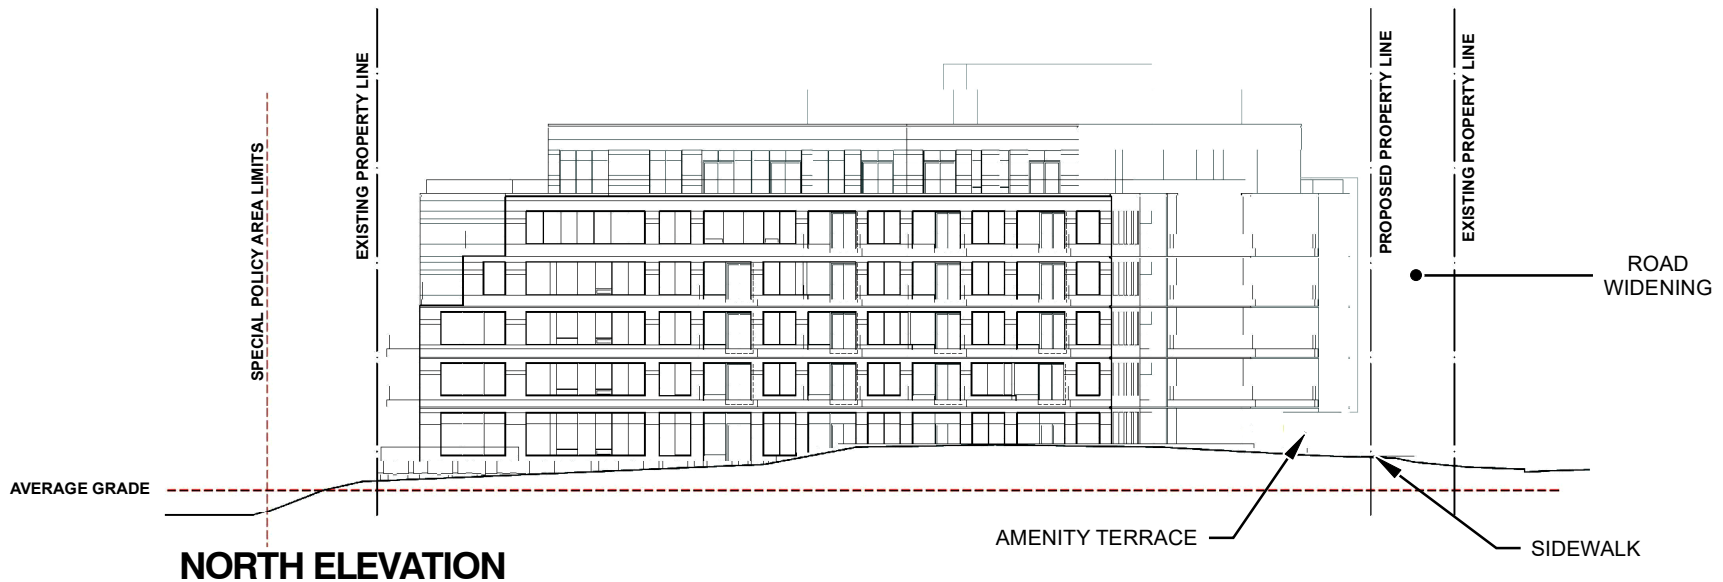 SPECIAL POLICY AREA LIMITS
EXISTING PROPERTY LINE
PROPOSED PROPERTY LINE
EXISTING PROPERTY LINE
ROAD
WIDENING
AVERAGE GRADE
AMENITY TERRACE
SIDEWALK
NORTH ELEVATION